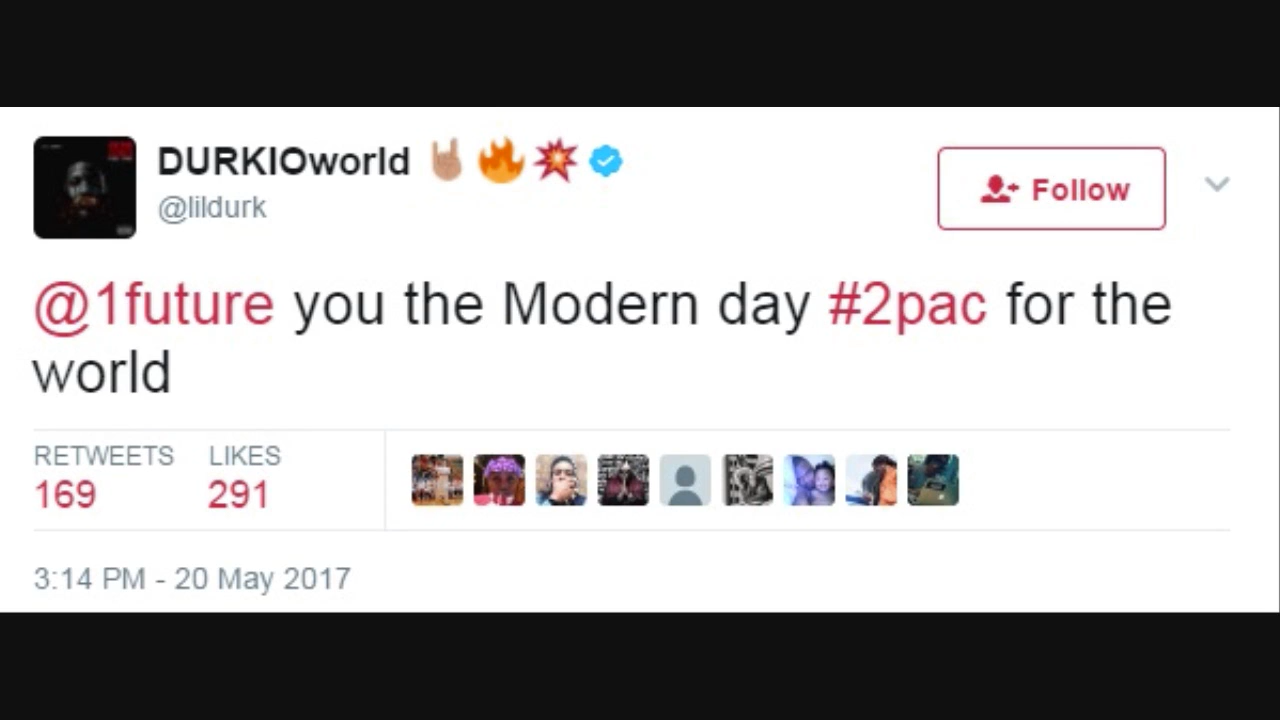 DURKIOworld 🤘🏽🔥💥
@lildurk
Follow
@1future you the Modern day #2pac for the
world
RETWEETS LIKES
169 291
3:14 PM - 20 May 2017